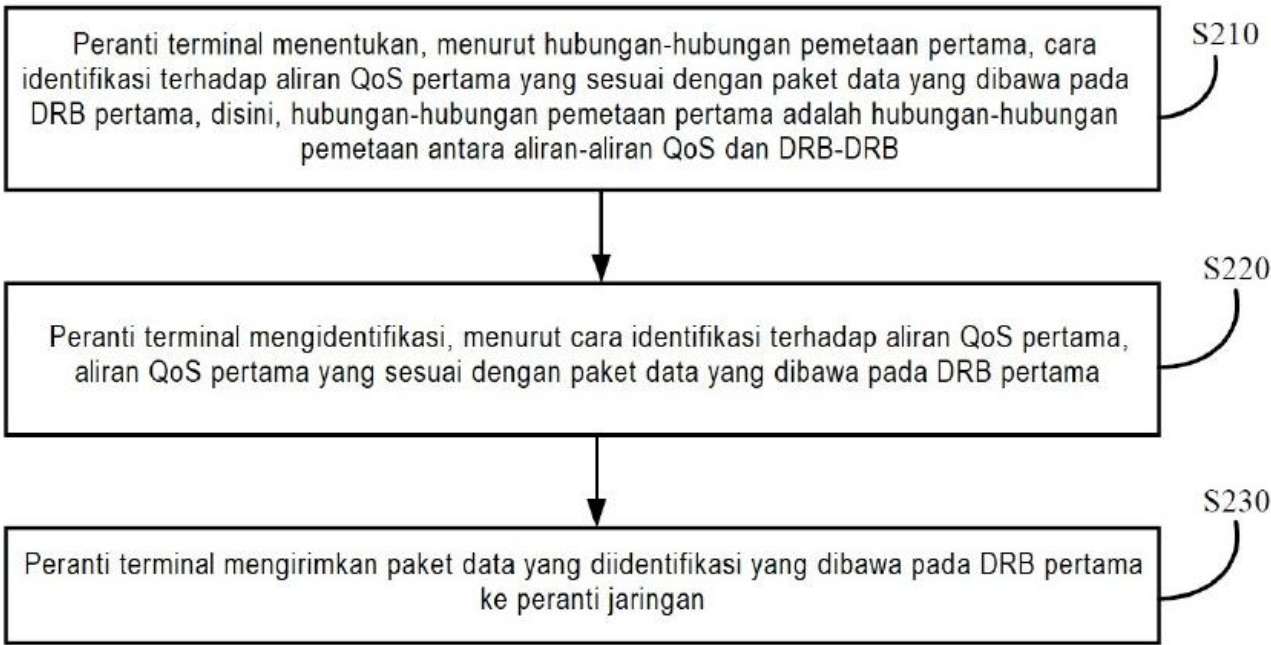 Peranti terminal menentukan, menurut hubungan-hubungan pemetaan pertama, cara
identifikasi terhadap aliran QoS pertama yang sesuai dengan paket data yang dibawa pada
DRB pertama, disini, hubungan-hubungan pemetaan pertama adalah hubungan-hubungan
pemetaan antara aliran-aliran QoS dan DRB-DRB
S210
Peranti terminal mengidentifikasi, menurut cara identifikasi terhadap aliran QoS pertama,
aliran QoS pertama yang sesuai dengan paket data yang dibawa pada DRB pertama
S220
Peranti terminal mengirimkan paket data yang diidentifikasi yang dibawa pada DRB pertama
ke peranti jaringan
S230